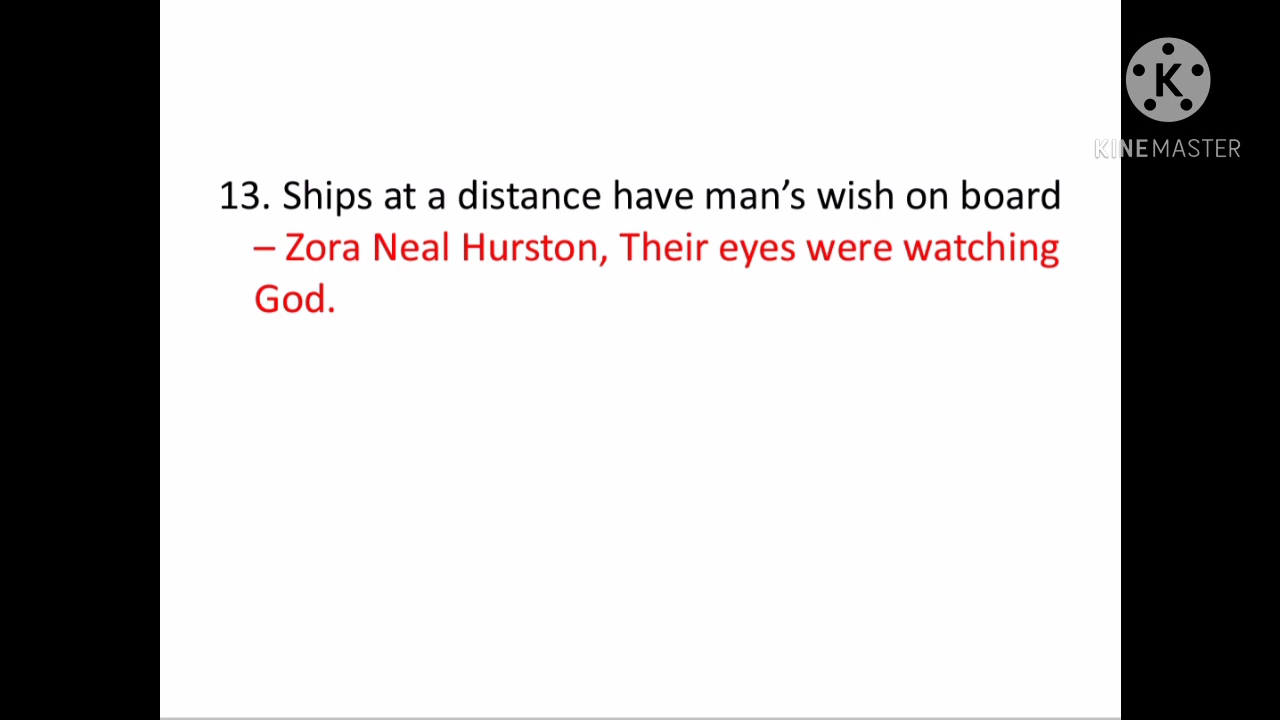 13. Ships at a distance have man’s wish on board
– Zora Neal Hurston, Their eyes were watching
God.
K
KINEMASTER